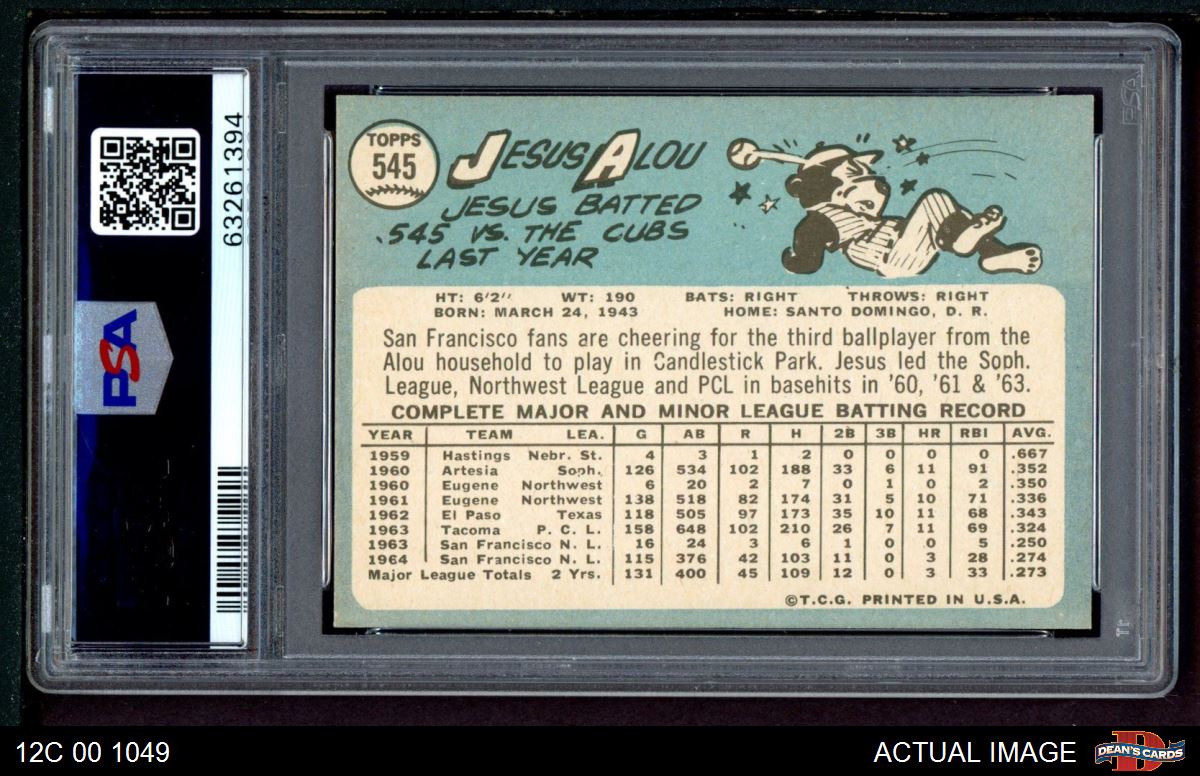 63261394
PSA
TOPPS
545
JESUS ALOU
JESUS BATTED
.545 VS. THE CUBS
LAST YEAR
HT: 6'2" WT: 190 BATS: RIGHT THROWS: RIGHT
BORN: MARCH 24, 1943 HOME: SANTO DOMINGO, D. R.
San Francisco fans are cheering for the third ballplayer from the
Alou household to play in Candlestick Park. Jesus led the Soph.
League, Northwest League and PCL in basehits in '60, '61 & '63.
COMPLETE MAJOR AND MINOR LEAGUE BATTING RECORD
YEAR TEAM LEA. G AB R H 2B 3B HR RBI AVG.
1959 Hastings Nebr. St. 4 3 1 2 0 0 0 0 .667
1960 Artesia Soph. 126 534 102 188 33 6 11 91 .352
1960 Eugene Northwest 6 20 2 7 0 1 0 2 .350
1961 Eugene Northwest 138 518 82 174 31 5 10 71 .336
1962 El Paso Texas 118 505 97 173 35 10 11 68 .343
1963 Tacoma P. C. L. 158 648 102 210 26 7 11 69 .324
1963 San Francisco N. L. 16 24 3 6 1 0 0 5 .250
1964 San Francisco N. L. 115 376 42 103 11 0 3 28 .274
Major League Totals 2 Yrs. 131 400 45 109 12 0 3 33 .273
©T.C.G. PRINTED IN U.S.A.
PSA
12C 00 1049
ACTUAL IMAGE
DEAN'S CARDS